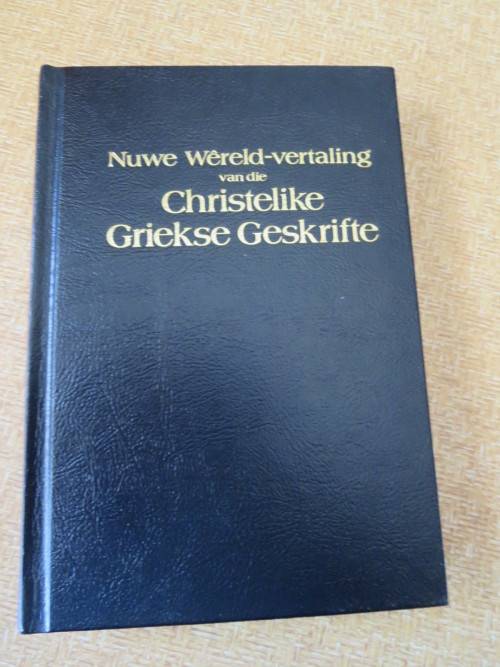 Nuwe Wêreld-vertaling
van die
Christelike
Griekse Geskrifte